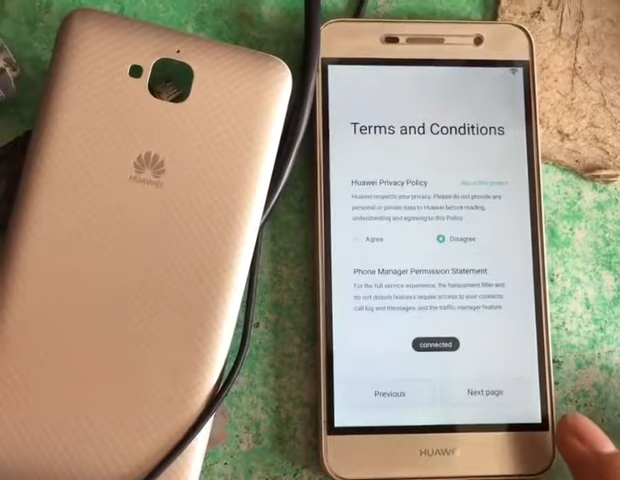 HUAWEI
Terms and Conditions
Huawei Privacy Policy
Huawei respects your privacy. Please do not provide any
personal or private data to Huawei before reading,
understanding and agreeing to this Policy.
Agree
Disagree
Phone Manager Permission Statement
For the full service experience, the harassment filter and
do not disturb features require access to your contacts,
call log and messages, and the traffic manager feature
connected
Previous
Next page
HUAWEI